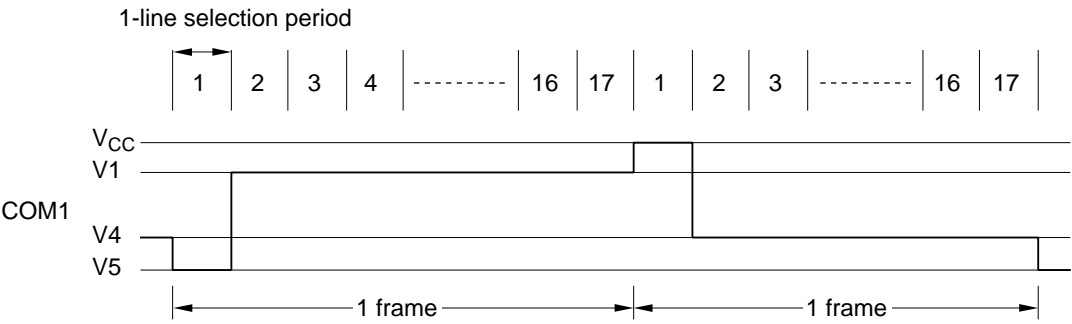 1-line selection period
1 2 3 4 16 17 1 2 3 16 17
VCC
V1
COM1
V4
V5
1 frame 1 frame